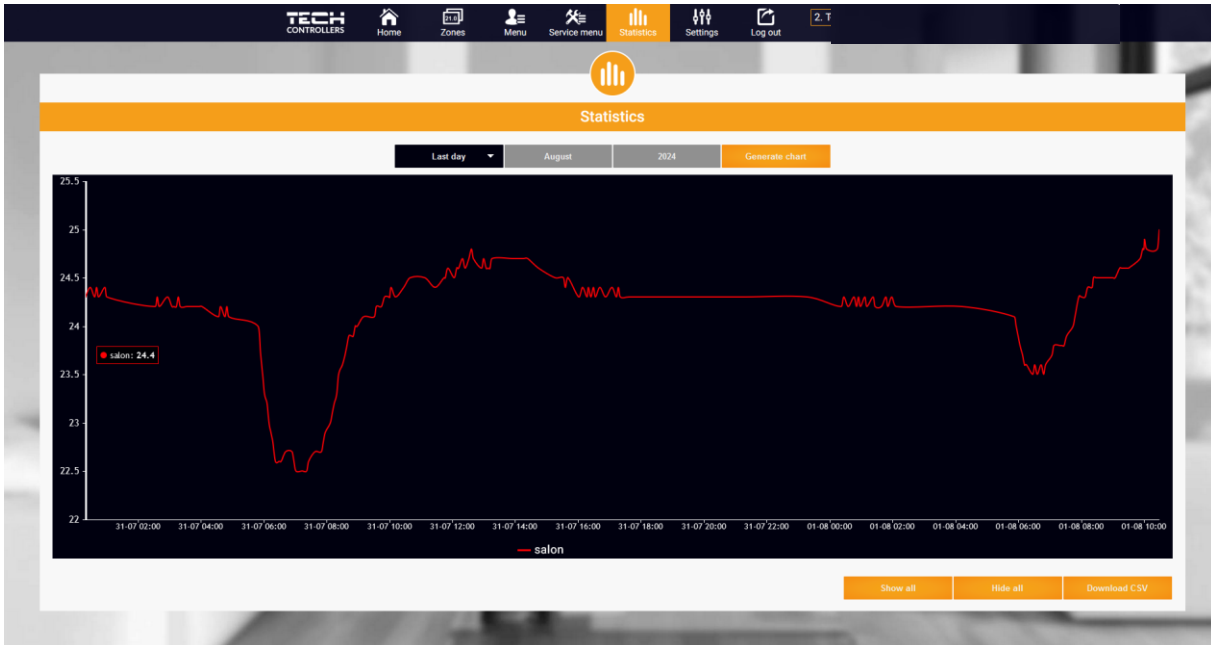 TECH
CONTROLLERS
Home
21.0
Zones
Menu
Service menu
Statistics
Settings
Log out
2. T
Statistics
Last day
August
2024
Generate chart
25.5
25
24.5
24
salon: 24.4
23.5
23
22.5
22
31-07 02:00 31-07 04:00 31-07 06:00 31-07 08:00 31-07 10:00 31-07 12:00 31-07 14:00 31-07 16:00 31-07 18:00 31-07 20:00 31-07 22:00 01-08 00:00 01-08 02:00 01-08 04:00 01-08 06:00 01-08 08:00 01-08 10:00
salon
Show all
Hide all
Download CSV